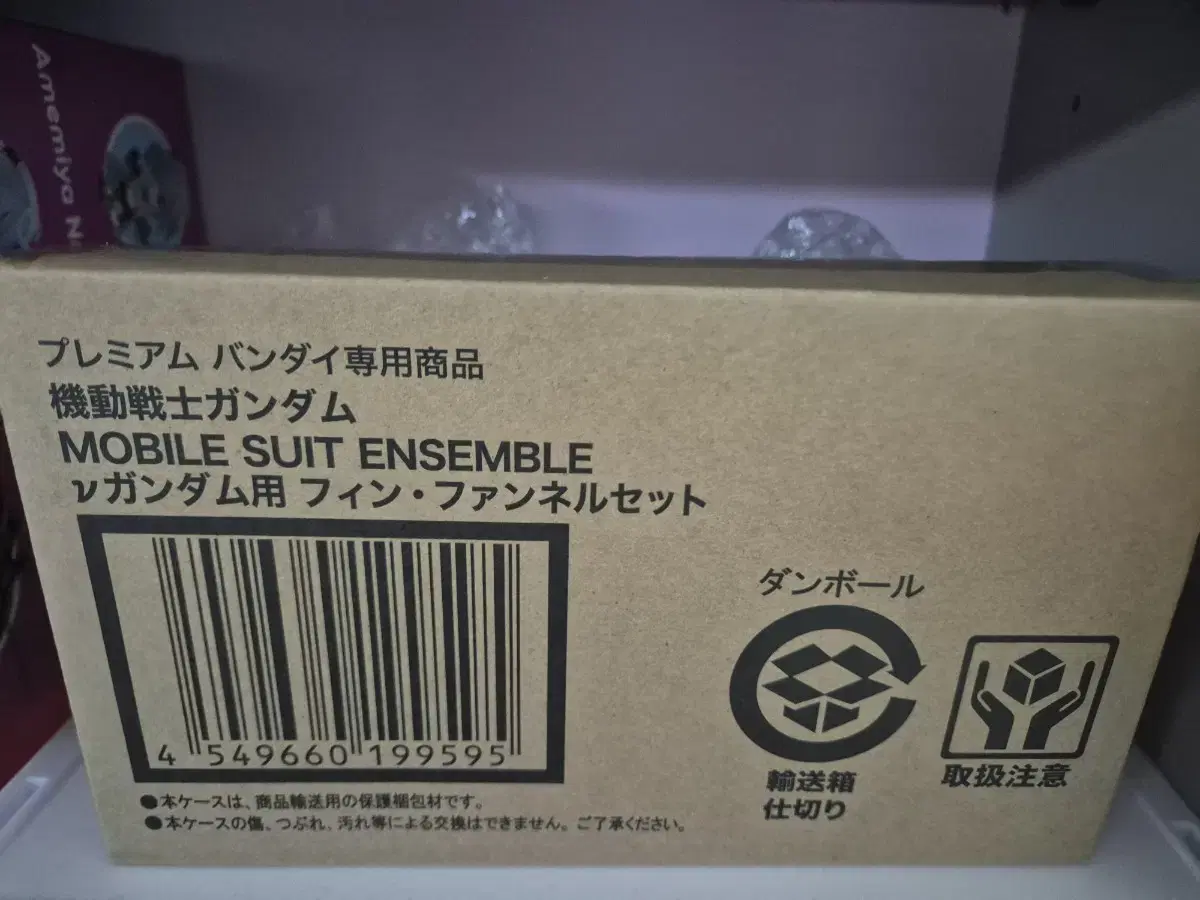 Amemiya N
プレミアム バンダイ専用商品
機動戦士ガンダム
MOBILE SUIT ENSEMBLE
νガンダム用 フィン・ファンネルセット
4 549660 199595
●本ケースは、商品輸送用の保護梱包材です。
●本ケースの傷、つぶれ、汚れ等による交換はできません。ご了承ください。
ダンボール
輸送箱
仕切り
取扱注意